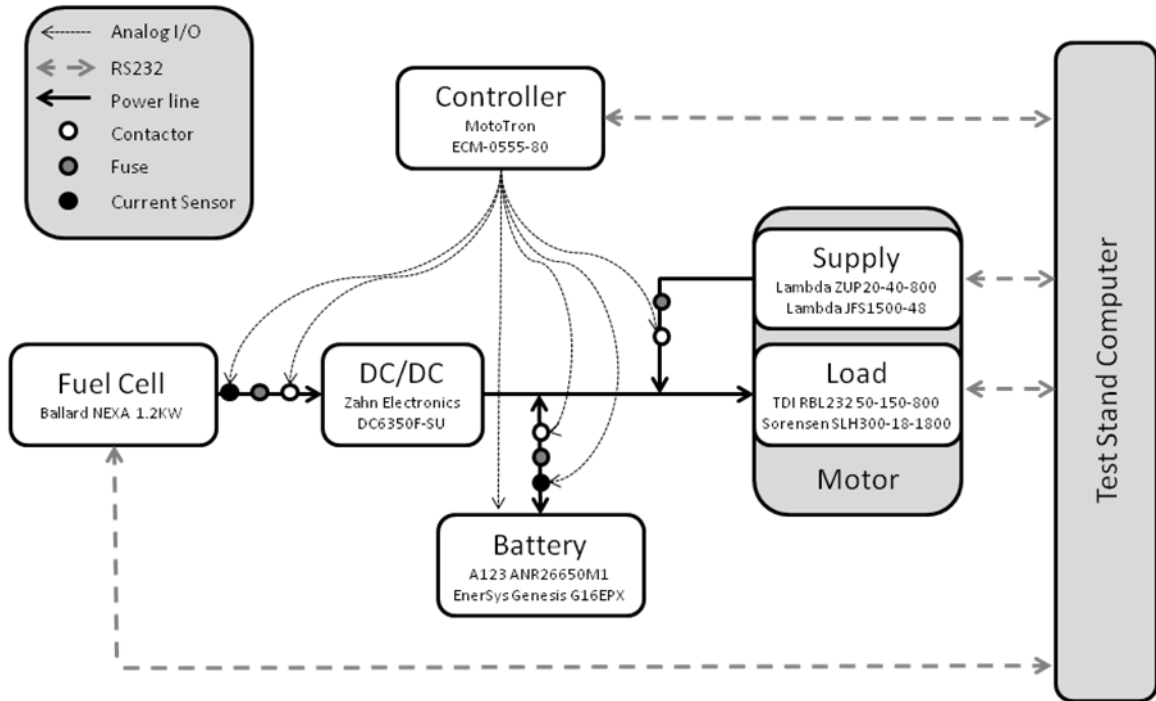 Analog I/O
RS232
Power line
Contactor
Fuse
Current Sensor
Controller
MotoTron
ECM-0555-80
Supply
Lambda ZUP20-40-800
Lambda JFS1500-48
Fuel Cell
Ballard NEXA 1.2KW
DC/DC
Zahn Electronics
DC6350F-SU
Load
TDI RBL232 50-150-800
Sorensen SLH300-18-1800
Motor
Battery
A123 ANR26650M1
EnerSys Genesis G16EPX
Test Stand Computer